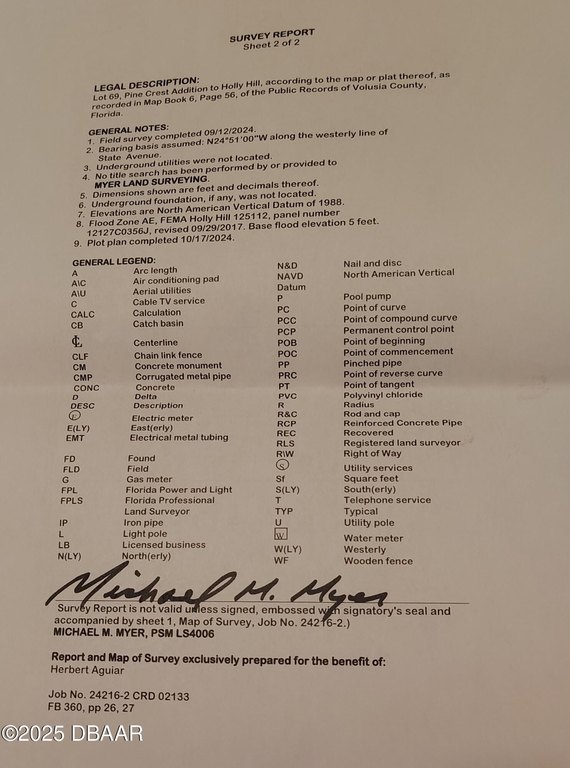 SURVEY REPORT
Sheet 2 of 2
LEGAL DESCRIPTION:
Lot 69, Pine Crest Addition to Holly Hill, according to the map or plat thereof, as
recorded in Map Book 6, Page 56, of the Public Records of Volusia County,
Florida.
GENERAL NOTES:
1. Field survey completed 09/12/2024.
2. Bearing basis assumed: N24°51'00"W along the westerly line of
State Avenue.
3. Underground utilities were not located.
4. No title search has been performed by or provided to
MYER LAND SURVEYING.
5. Dimensions shown are feet and decimals thereof.
6. Underground foundation, if any, was not located.
7. Elevations are North American Vertical Datum of 1988.
8. Flood Zone AE, FEMA Holly Hill 125112, panel number
12127C0356J, revised 09/29/2017. Base flood elevation 5 feet.
9. Plot plan completed 10/17/2024.
GENERAL LEGEND:
A Arc length
A\C Air conditioning pad
A\U Aerial utilities
C Cable TV service
CALC Calculation
CB Catch basin
℄ Centerline
CLF Chain link fence
CM Concrete monument
CMP Corrugated metal pipe
CONC Concrete
D Delta
DESC Description
E Electric meter
E(LY) East(erly)
EMT Electrical metal tubing
FD Found
FLD Field
G Gas meter
FPL Florida Power and Light
FPLS Florida Professional
Land Surveyor
IP Iron pipe
L Light pole
LB Licensed business
N(LY) North(erly)
N&D Nail and disc
NAVD North American Vertical
Datum
P Pool pump
PC Point of curve
PCC Point of compound curve
PCP Permanent control point
POB Point of beginning
POC Point of commencement
PP Pinched pipe
PRC Point of reverse curve
PT Point of tangent
PVC Polyvinyl chloride
R Radius
R&C Rod and cap
RCP Reinforced Concrete Pipe
REC Recovered
RLS Registered land surveyor
R\W Right of Way
S Utility services
Sf Square feet
S(LY) South(erly)
T Telephone service
TYP Typical
U Utility pole
W Water meter
W(LY) Westerly
WF Wooden fence
Michael M. Myer
Survey Report is not valid unless signed, embossed with signatory's seal and
accompanied by sheet 1, Map of Survey, Job No. 24216-2.)
MICHAEL M. MYER, PSM LS4006
Report and Map of Survey exclusively prepared for the benefit of:
Herbert Aguiar
Job No. 24216-2 CRD 02133
FB 360, pp 26, 27
©2025 DBAAR